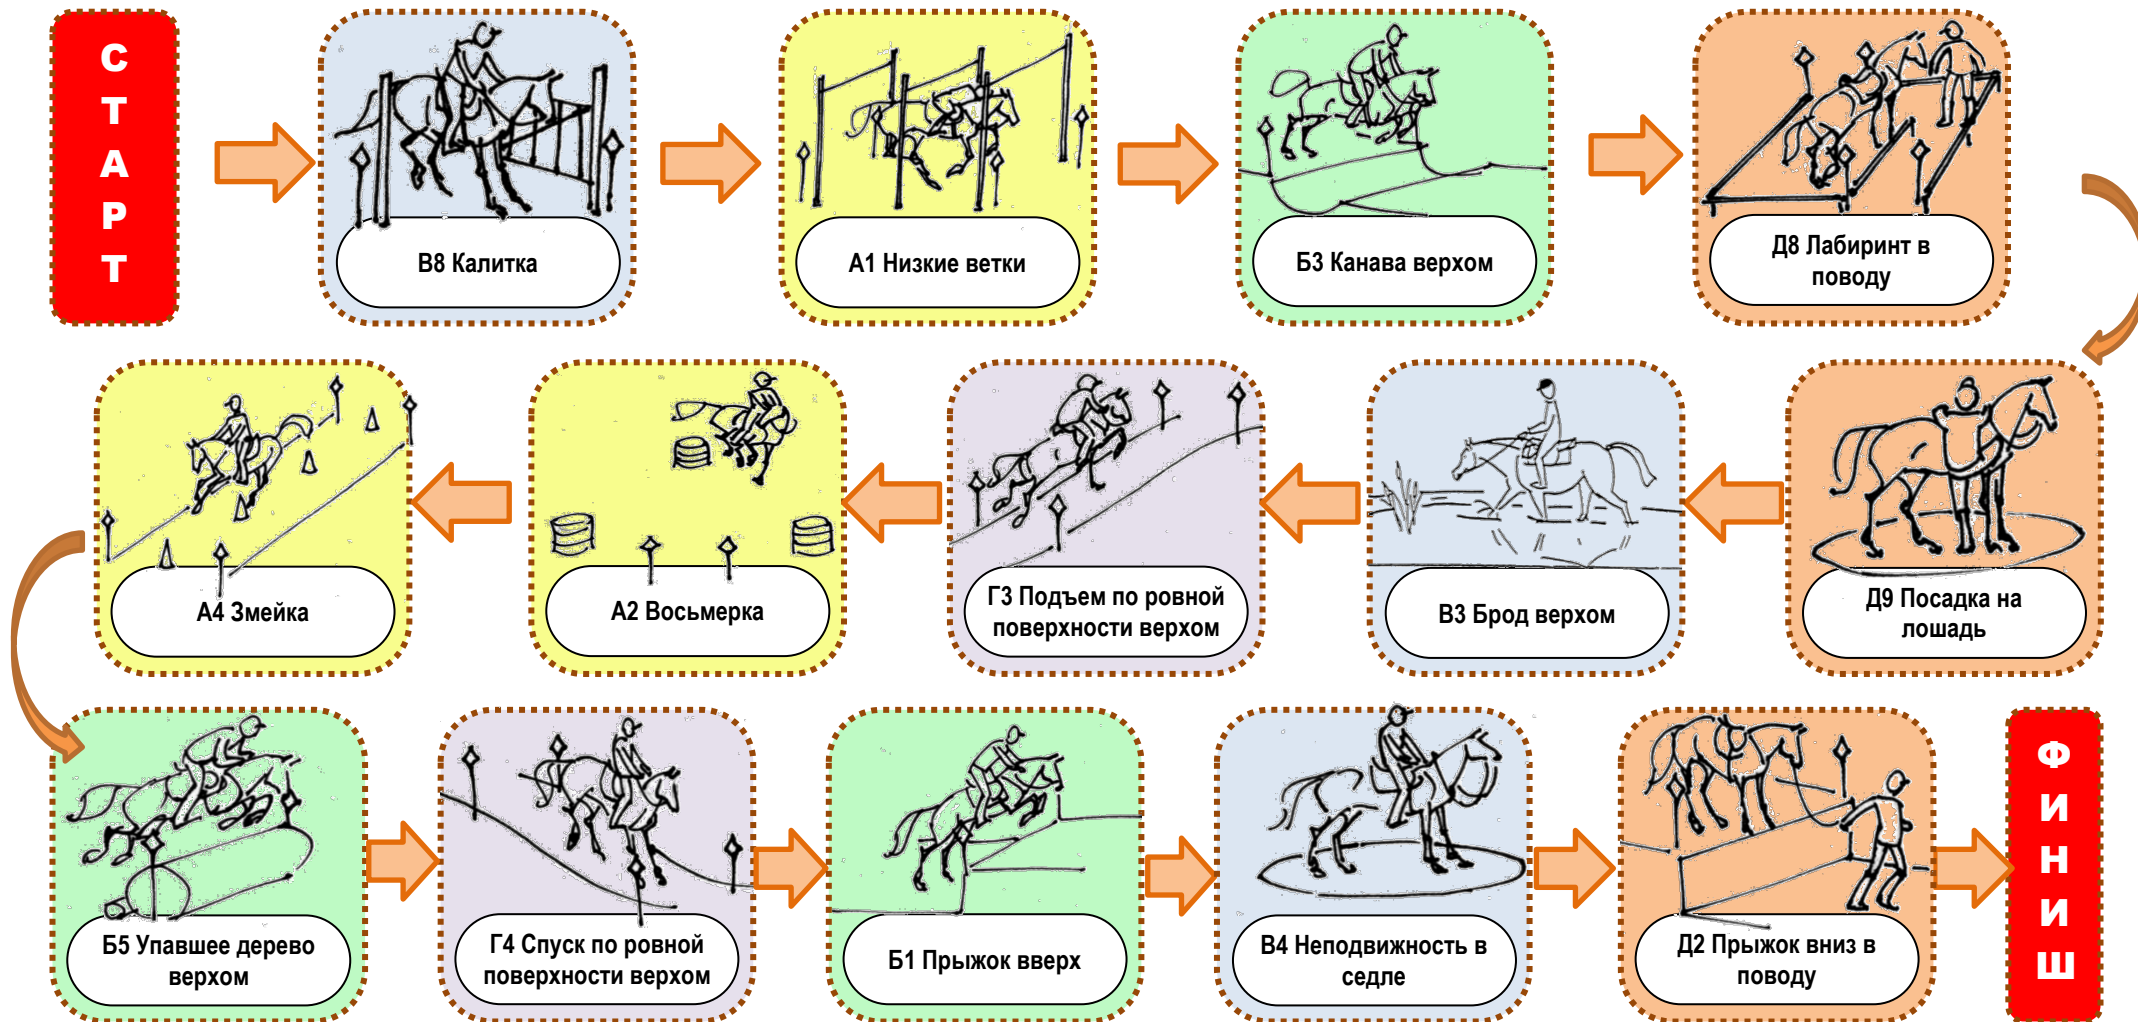 СТАРТ
В8 Калитка
А1 Низкие ветки
Б3 Канава верхом
Д8 Лабиринт в
поводу
Д9 Посадка на
лошадь
В3 Брод верхом
Г3 Подъем по ровной
поверхности верхом
А2 Восьмерка
А4 Змейка
Б5 Упавшее дерево
верхом
Г4 Спуск по ровной
поверхности верхом
Б1 Прыжок вверх
В4 Неподвижность в
седле
Д2 Прыжок вниз в
поводу
ФИНИШ